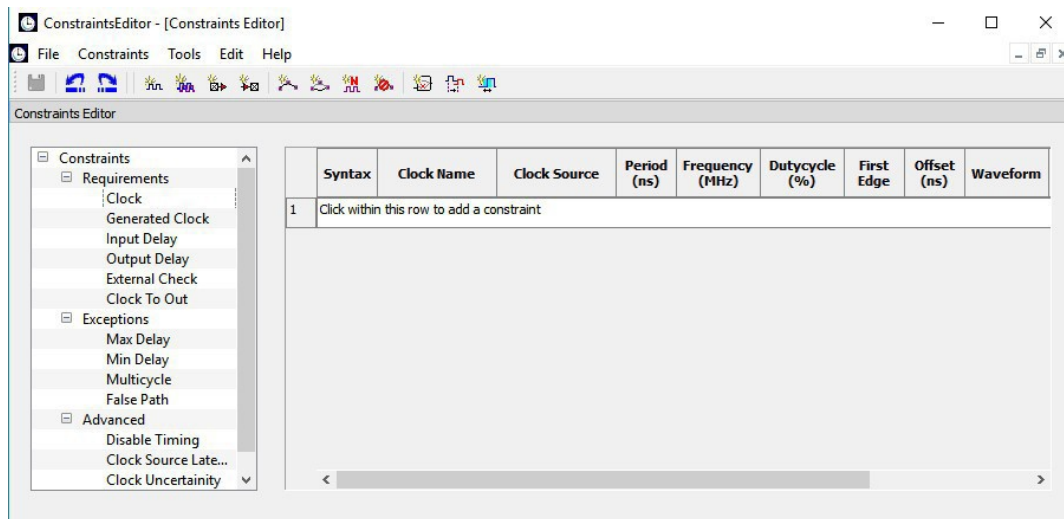 ConstraintsEditor - [Constraints Editor]
File Constraints Tools Edit Help
Constraints Editor
Constraints
Requirements
Clock
Generated Clock
Input Delay
Output Delay
External Check
Clock To Out
Exceptions
Max Delay
Min Delay
Multicycle
False Path
Advanced
Disable Timing
Clock Source Late...
Clock Uncertainity
Syntax Clock Name Clock Source Period (ns) Frequency (MHz) Dutycycle (%) First Edge Offset (ns) Waveform
1 Click within this row to add a constraint